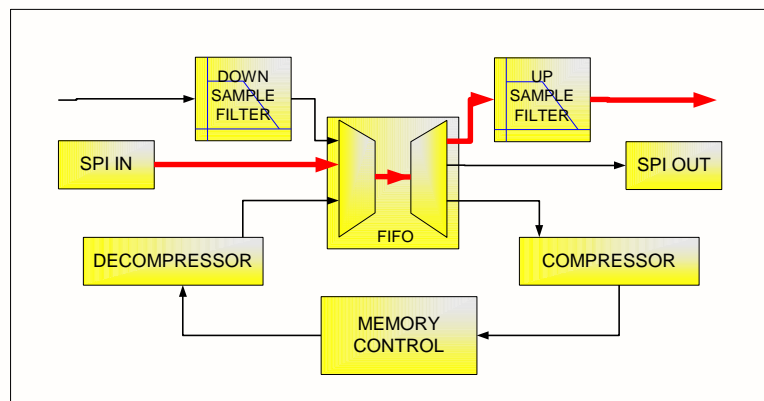 DOWN
SAMPLE
FILTER
UP
SAMPLE
FILTER
SPI IN
SPI OUT
FIFO
DECOMPRESSOR
COMPRESSOR
MEMORY
CONTROL